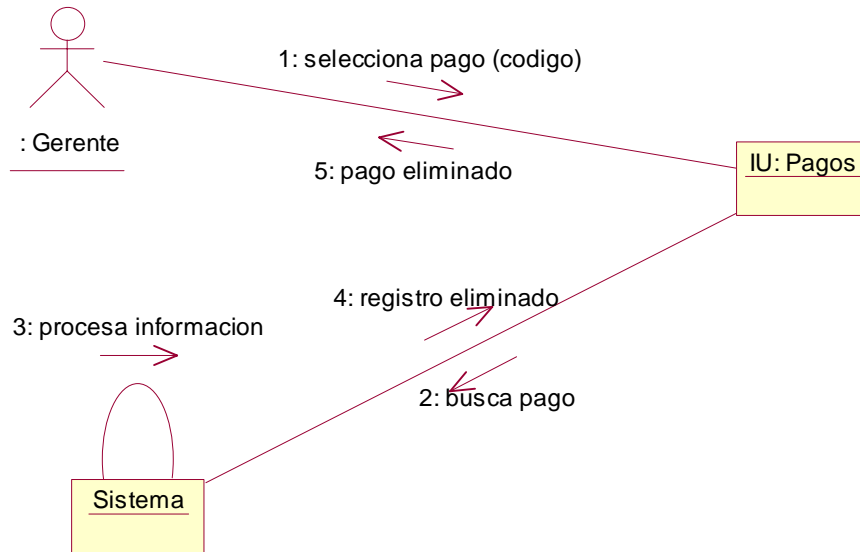 1: selecciona pago (codigo)
: Gerente
5: pago eliminado
IU: Pagos
4: registro eliminado
3: procesa informacion
2: busca pago
Sistema